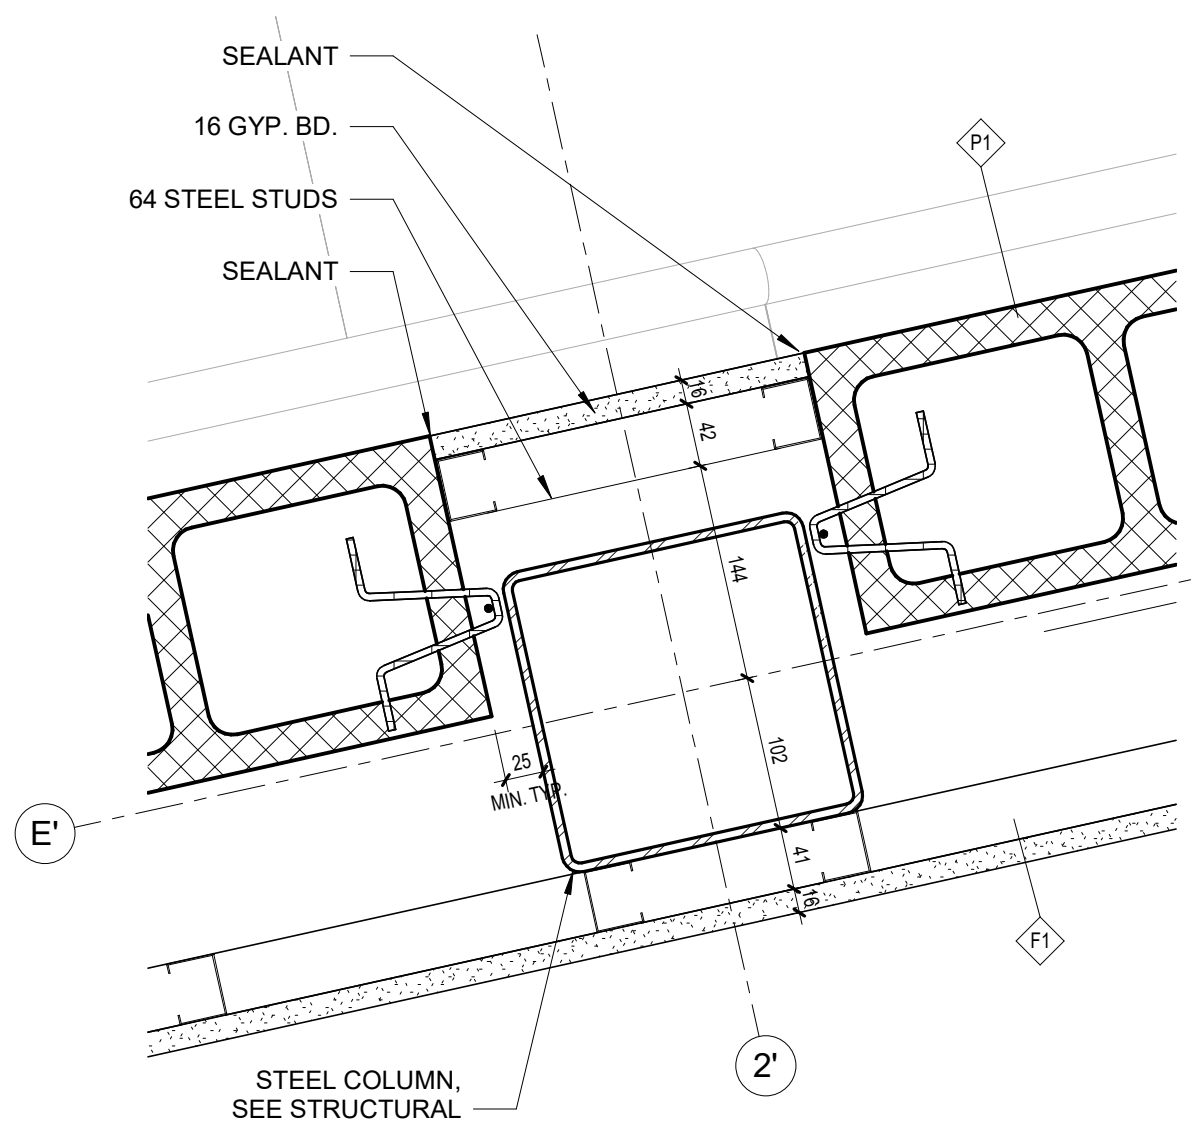 SEALANT
16 GYP. BD.
64 STEEL STUDS
SEALANT
P1
16
42
144
102
25
MIN. TYP.
41
16
E'
F1
2'
STEEL COLUMN,
SEE STRUCTURAL